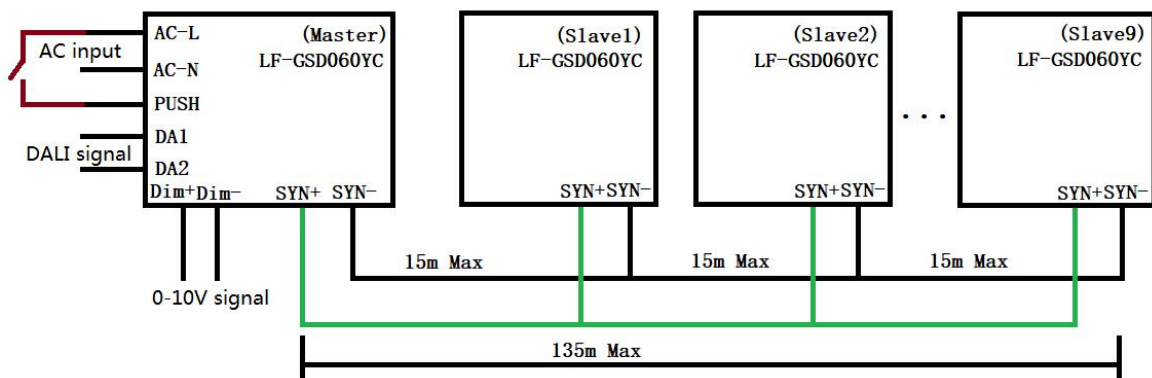 AC-L
(Master)
(Slave1)
(Slave2)
(Slave9)
AC input
LF-GSD060YC
LF-GSD060YC
LF-GSD060YC
LF-GSD060YC
AC-N
PUSH
...
DA1
DALI signal
DA2
Dim+
Dim-
SYN+
SYN-
SYN+
SYN-
SYN+
SYN-
SYN+
SYN-
15m Max
15m Max
15m Max
0-10V signal
135m Max